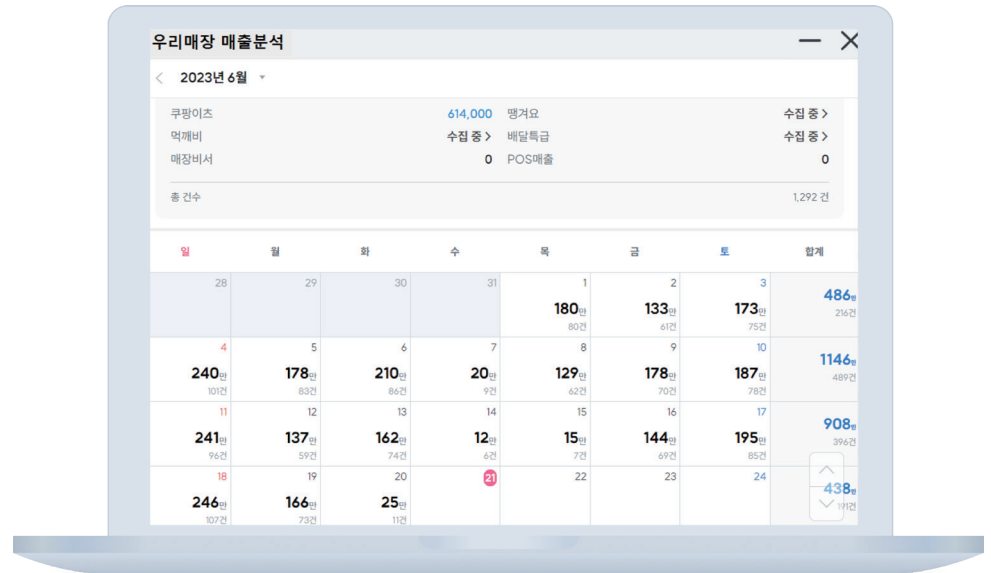 우리매장 매출분석
2023년 6월
쿠팡이츠 614,000 땡겨요 수집 중 >
먹깨비 수집 중 > 배달특급 수집 중 >
매장비서 0 POS매출 0
총 건수 1,292 건
일 월 화 수 목 금 토 합계
28 29 30 31 1 2 3
180만 133만 173만 486만
80건 61건 75건 216건
4 5 6 7 8 9 10
240만 178만 210만 20만 129만 178만 187만 1146만
101건 83건 86건 9건 62건 70건 78건 489건
11 12 13 14 15 16 17
241만 137만 162만 12만 15만 144만 195만 908만
96건 59건 74건 6건 7건 69건 85건 396건
18 19 20 21 22 23 24
246만 166만 25만 438만
107건 73건 11건 191건